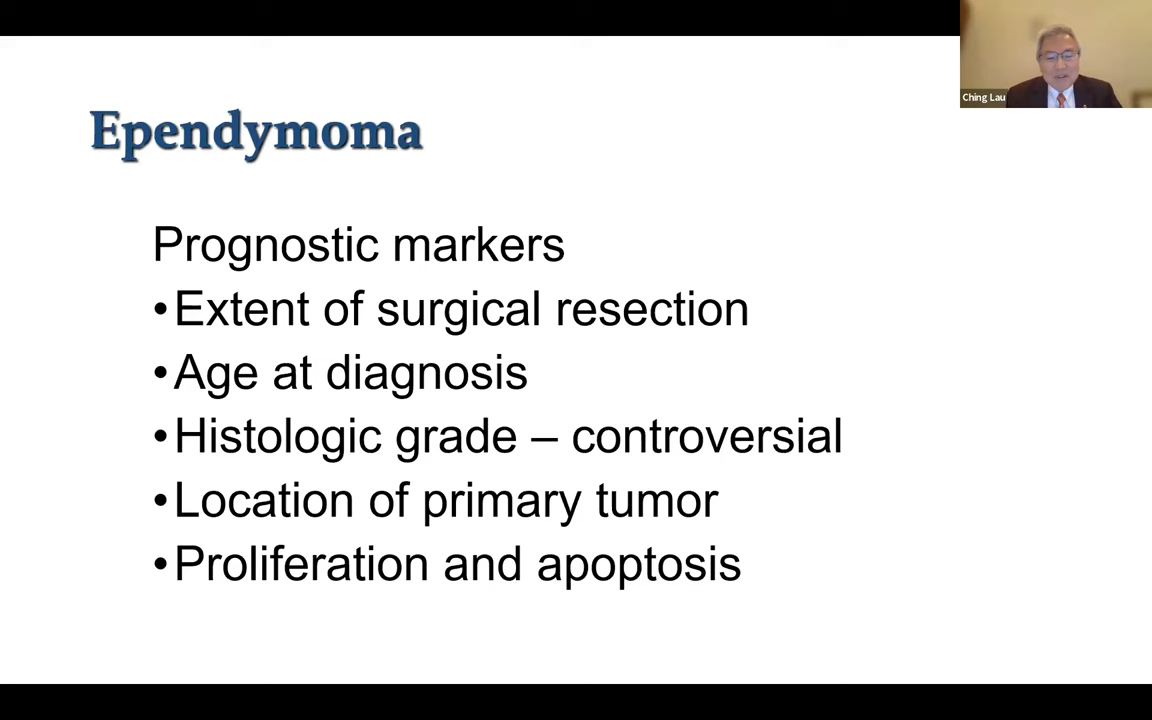 Ching Lau
Ependymoma
Prognostic markers
•Extent of surgical resection
•Age at diagnosis
•Histologic grade – controversial
•Location of primary tumor
•Proliferation and apoptosis